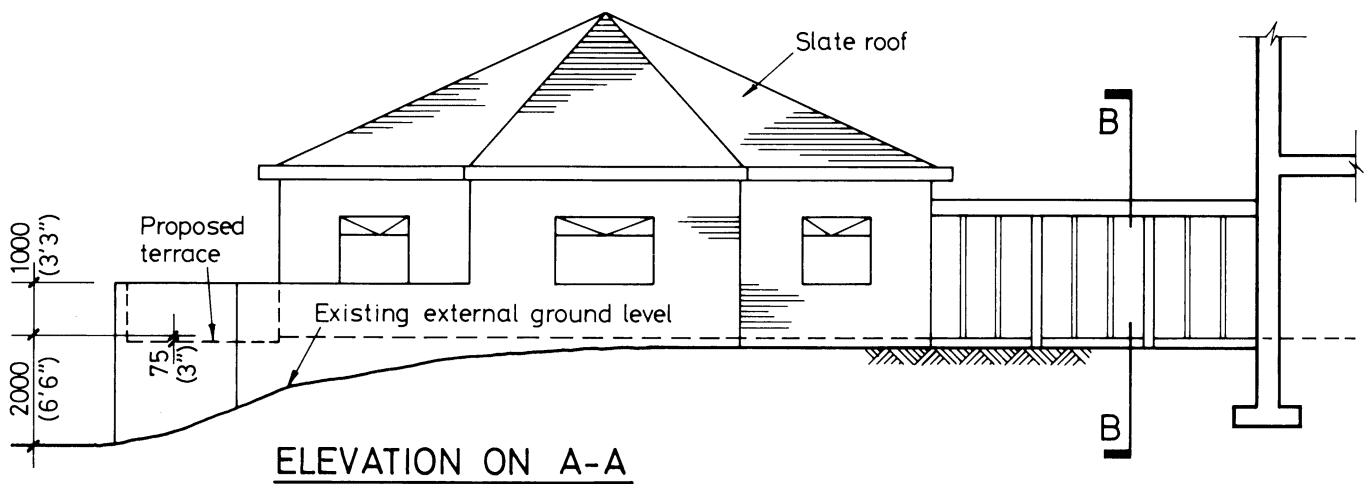 Slate roof
B
Proposed
terrace
1000
(3'3")
Existing external ground level
75
(3")
2000
(6'6")
B
ELEVATION ON A-A